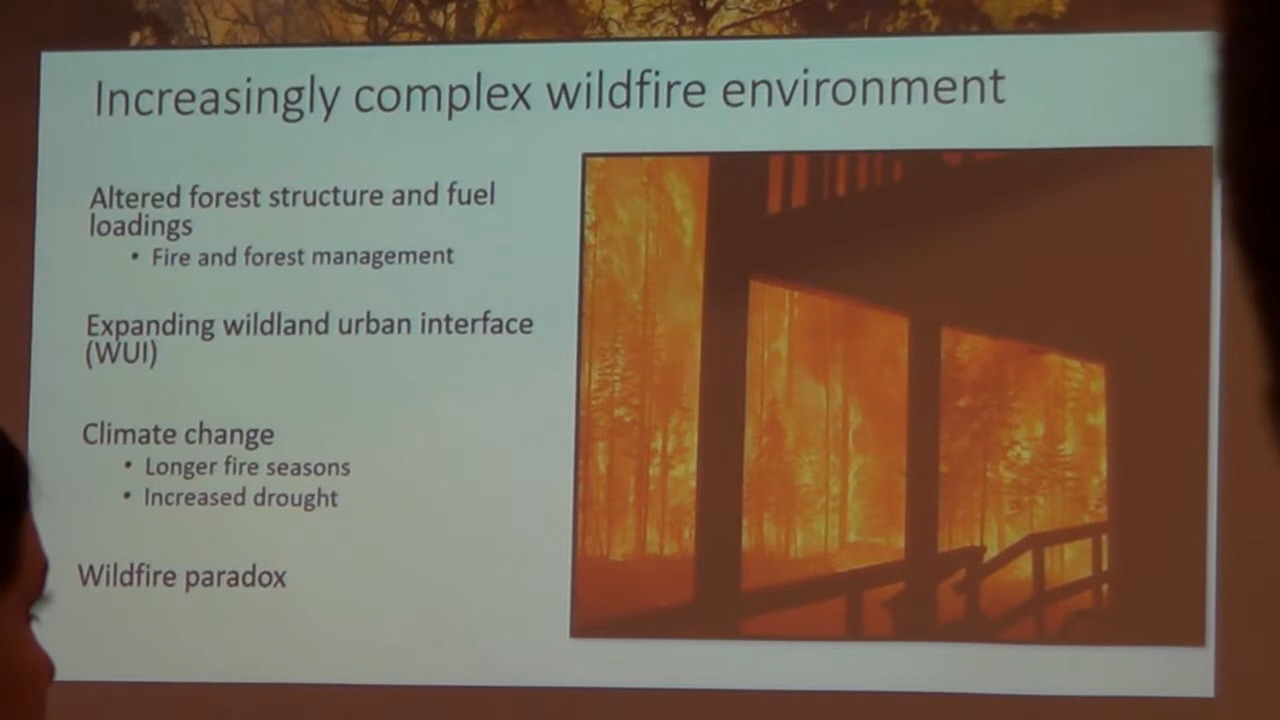 Increasingly complex wildfire environment
Altered forest structure and fuel
loadings
• Fire and forest management
Expanding wildland urban interface
(WUI)
Climate change
• Longer fire seasons
• Increased drought
Wildfire paradox